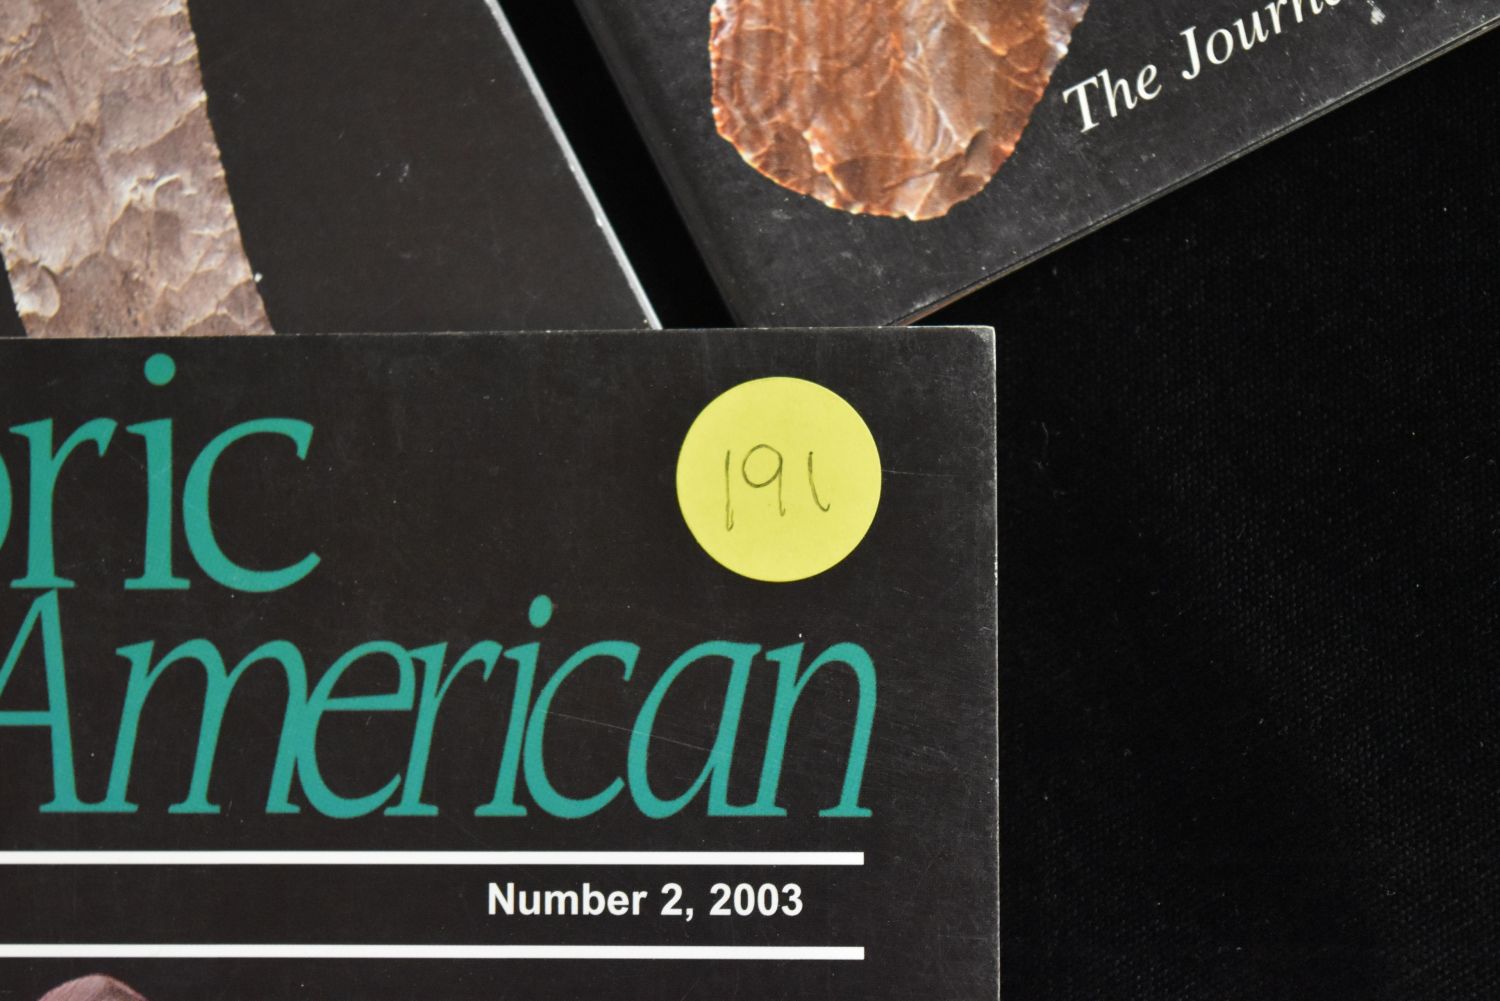 The Journ
191
oric
American
Number 2, 2003